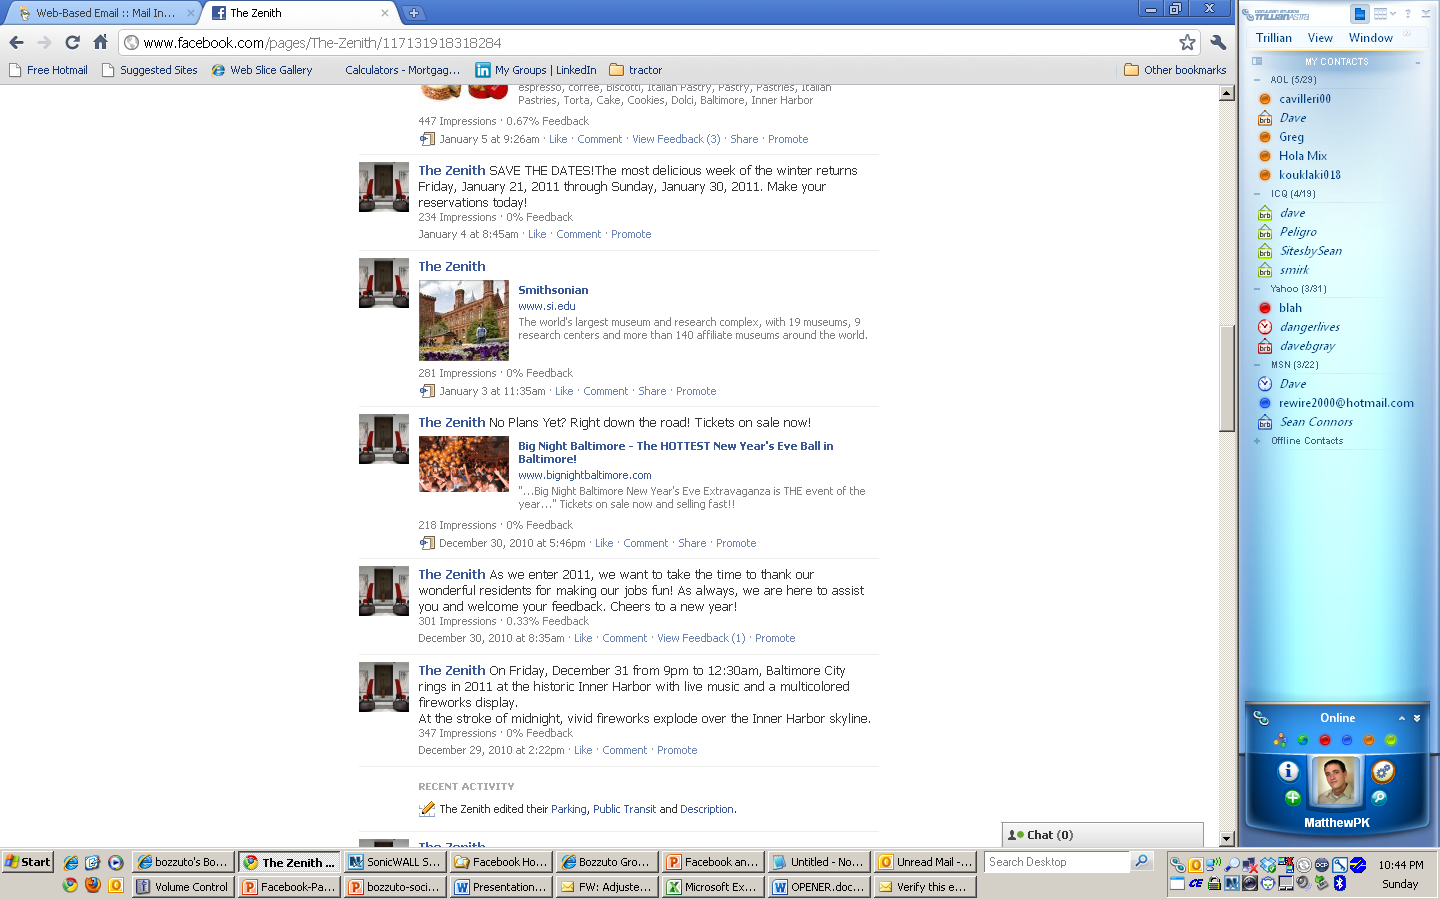 Web-Based Email :: Mail In...
The Zenith
www.facebook.com/pages/The-Zenith/117131918318284
Free Hotmail
Suggested Sites
Web Slice Gallery
Calculators - Mortgag...
My Groups | LinkedIn
tractor
Other bookmarks
espresso, coffee, Biscotti, Italian Pastry, Pastry, Pastries, Italian
Pastries, Torta, Cake, Cookies, Dolci, Baltimore, Inner Harbor
447 Impressions · 0.67% Feedback
January 5 at 9:26am · Like · Comment · View Feedback (3) · Share · Promote
The Zenith SAVE THE DATES!The most delicious week of the winter returns
Friday, January 21, 2011 through Sunday, January 30, 2011. Make your
reservations today!
234 Impressions · 0% Feedback
January 4 at 8:45am · Like · Comment · Promote
The Zenith
Smithsonian
www.si.edu
The world's largest museum and research complex, with 19 museums, 9
research centers and more than 140 affiliate museums around the world.
281 Impressions · 0% Feedback
January 3 at 11:35am · Like · Comment · Share · Promote
The Zenith No Plans Yet? Right down the road! Tickets on sale now!
Big Night Baltimore - The HOTTEST New Year's Eve Ball in
Baltimore!
www.bignightbaltimore.com
"...Big Night Baltimore New Year's Eve Extravaganza is THE event of the
year..." Tickets on sale now and selling fast!!
218 Impressions · 0% Feedback
December 30, 2010 at 5:46pm · Like · Comment · Share · Promote
The Zenith As we enter 2011, we want to take the time to thank our
wonderful residents for making our jobs fun! As always, we are here to assist
you and welcome your feedback. Cheers to a new year!
301 Impressions · 0.33% Feedback
December 30, 2010 at 8:35am · Like · Comment · View Feedback (1) · Promote
The Zenith On Friday, December 31 from 9pm to 12:30am, Baltimore City
rings in 2011 at the historic Inner Harbor with live music and a multicolored
fireworks display.
At the stroke of midnight, vivid fireworks explode over the Inner Harbor skyline.
347 Impressions · 0% Feedback
December 29, 2010 at 2:22pm · Like · Comment · Promote
RECENT ACTIVITY
The Zenith edited their Parking, Public Transit and Description.
Chat (0)
TRILLIAN ASTRA
Trillian View Window
MY CONTACTS
AOL (5/29)
cavilleri00
Dave
Greg
Hola Mix
kouklaki018
ICQ (4/19)
dave
Peligro
SitesbySean
smirk
Yahoo (3/31)
blah
dangerlives
davebgray
MSN (3/22)
Dave
rewire2000@hotmail.com
Sean Connors
Offline Contacts
Online
MatthewPK
Start
bozzuto's Bo...
The Zenith ...
SonicWALL S...
Facebook Ho...
Bozzuto Gro...
Facebook an...
Untitled - No...
Unread Mail -...
Search Desktop
10:44 PM
Volume Control
Facebook-Pa...
bozzuto-soci...
Presentation...
FW: Adjuste...
Microsoft Ex...
OPENER.doc...
Verify this e...
Sunday